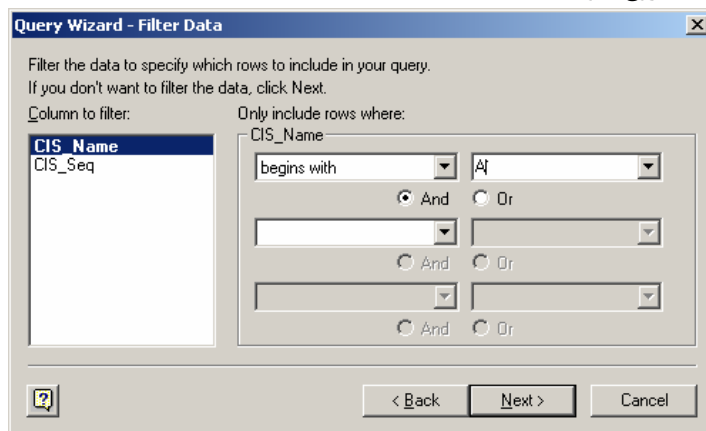 Query Wizard - Filter Data
Filter the data to specify which rows to include in your query.
If you don't want to filter the data, click Next.
Column to filter:
Only include rows where:
CIS_Name
CIS_Seq
CIS_Name
begins with
A
And
Or
And
Or
And
Or
< Back
Next >
Cancel